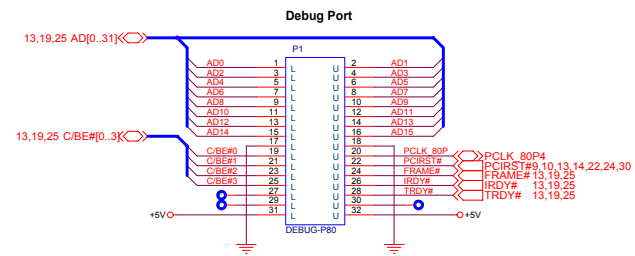 Debug Port
13,19,25 AD[0..31]
P1
AD0 1 L U 2 AD1
AD2 3 L U 4 AD3
AD4 5 L U 6 AD5
AD6 7 L U 8 AD7
AD8 9 L U 10 AD9
AD10 11 L U 12 AD11
AD12 13 L U 14 AD13
AD14 15 L U 16 AD15
13,19,25 C/BE#[0..3]
17 L U 18
C/BE#0 19 L U 20 PCLK_80P PCLK_80P4
C/BE#1 21 L U 22 PCIRST# PCIRST#9,10,13,14,22,24,30
C/BE#2 23 L U 24 FRAME# FRAME# 13,19,25
C/BE#3 25 L U 26 IRDY# IRDY# 13,19,25
27 L U 28 TRDY# TRDY# 13,19,25
29 L U 30
+5V 31 L U 32 +5V
DEBUG-P80